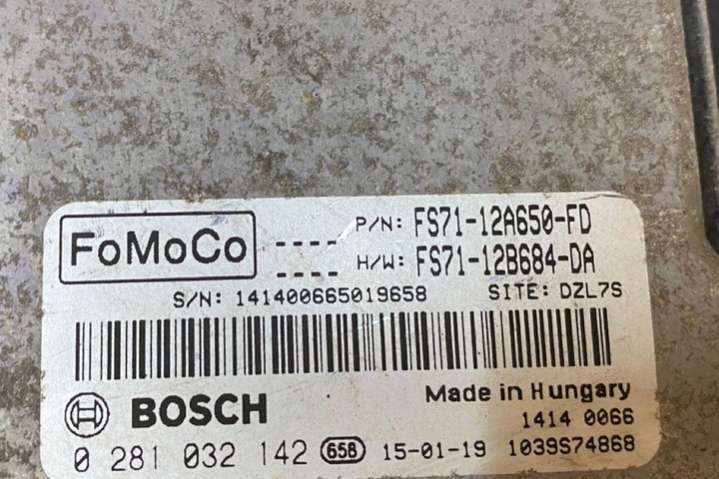 FoMoCo
P/N: FS71-12A650-FD
H/W: FS71-12B684-DA
S/N: 141400665019658 SITE: DZL7S
BOSCH
Made in Hungary
1414 0066
0 281 032 142 65B 15-01-19 1039S74868